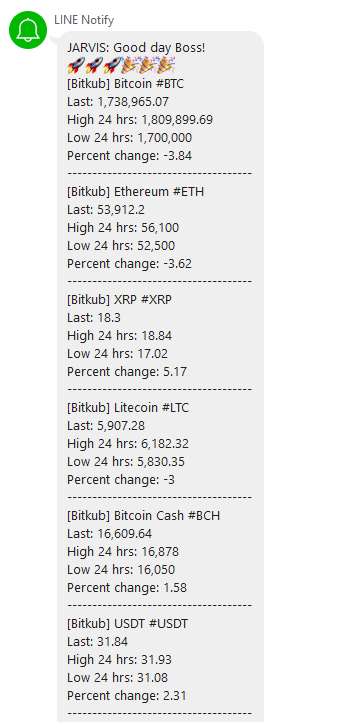 LINE Notify
JARVIS: Good day Boss!
🚀🚀🚀🎉🎉🎉
[Bitkub] Bitcoin #BTC
Last: 1,738,965.07
High 24 hrs: 1,809,899.69
Low 24 hrs: 1,700,000
Percent change: -3.84
-------------------------------------
[Bitkub] Ethereum #ETH
Last: 53,912.2
High 24 hrs: 56,100
Low 24 hrs: 52,500
Percent change: -3.62
-------------------------------------
[Bitkub] XRP #XRP
Last: 18.3
High 24 hrs: 18.84
Low 24 hrs: 17.02
Percent change: 5.17
-------------------------------------
[Bitkub] Litecoin #LTC
Last: 5,907.28
High 24 hrs: 6,182.32
Low 24 hrs: 5,830.35
Percent change: -3
-------------------------------------
[Bitkub] Bitcoin Cash #BCH
Last: 16,609.64
High 24 hrs: 16,878
Low 24 hrs: 16,050
Percent change: 1.58
-------------------------------------
[Bitkub] USDT #USDT
Last: 31.84
High 24 hrs: 31.93
Low 24 hrs: 31.08
Percent change: 2.31
-------------------------------------